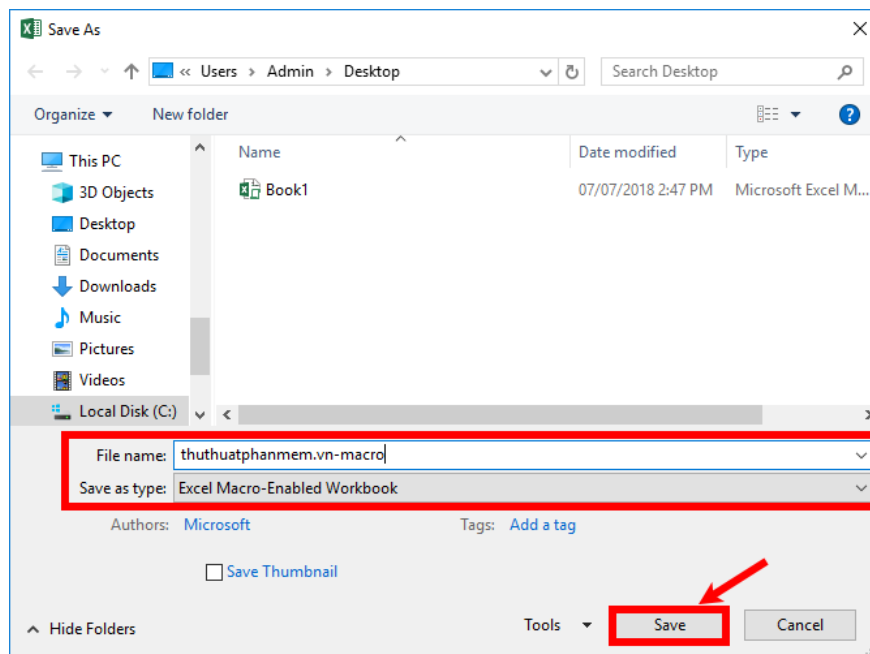 Save As
« Users › Admin › Desktop
Search Desktop
Organize
New folder
?
Name
Date modified
Type
This PC
3D Objects
Desktop
Documents
Downloads
Music
Pictures
Videos
Local Disk (C:)
Book1
07/07/2018 2:47 PM
Microsoft Excel M...
File name: thuthuatphanmem.vn-macro
Save as type: Excel Macro-Enabled Workbook
Authors: Microsoft
Tags: Add a tag
Save Thumbnail
Hide Folders
Tools
Save
Cancel